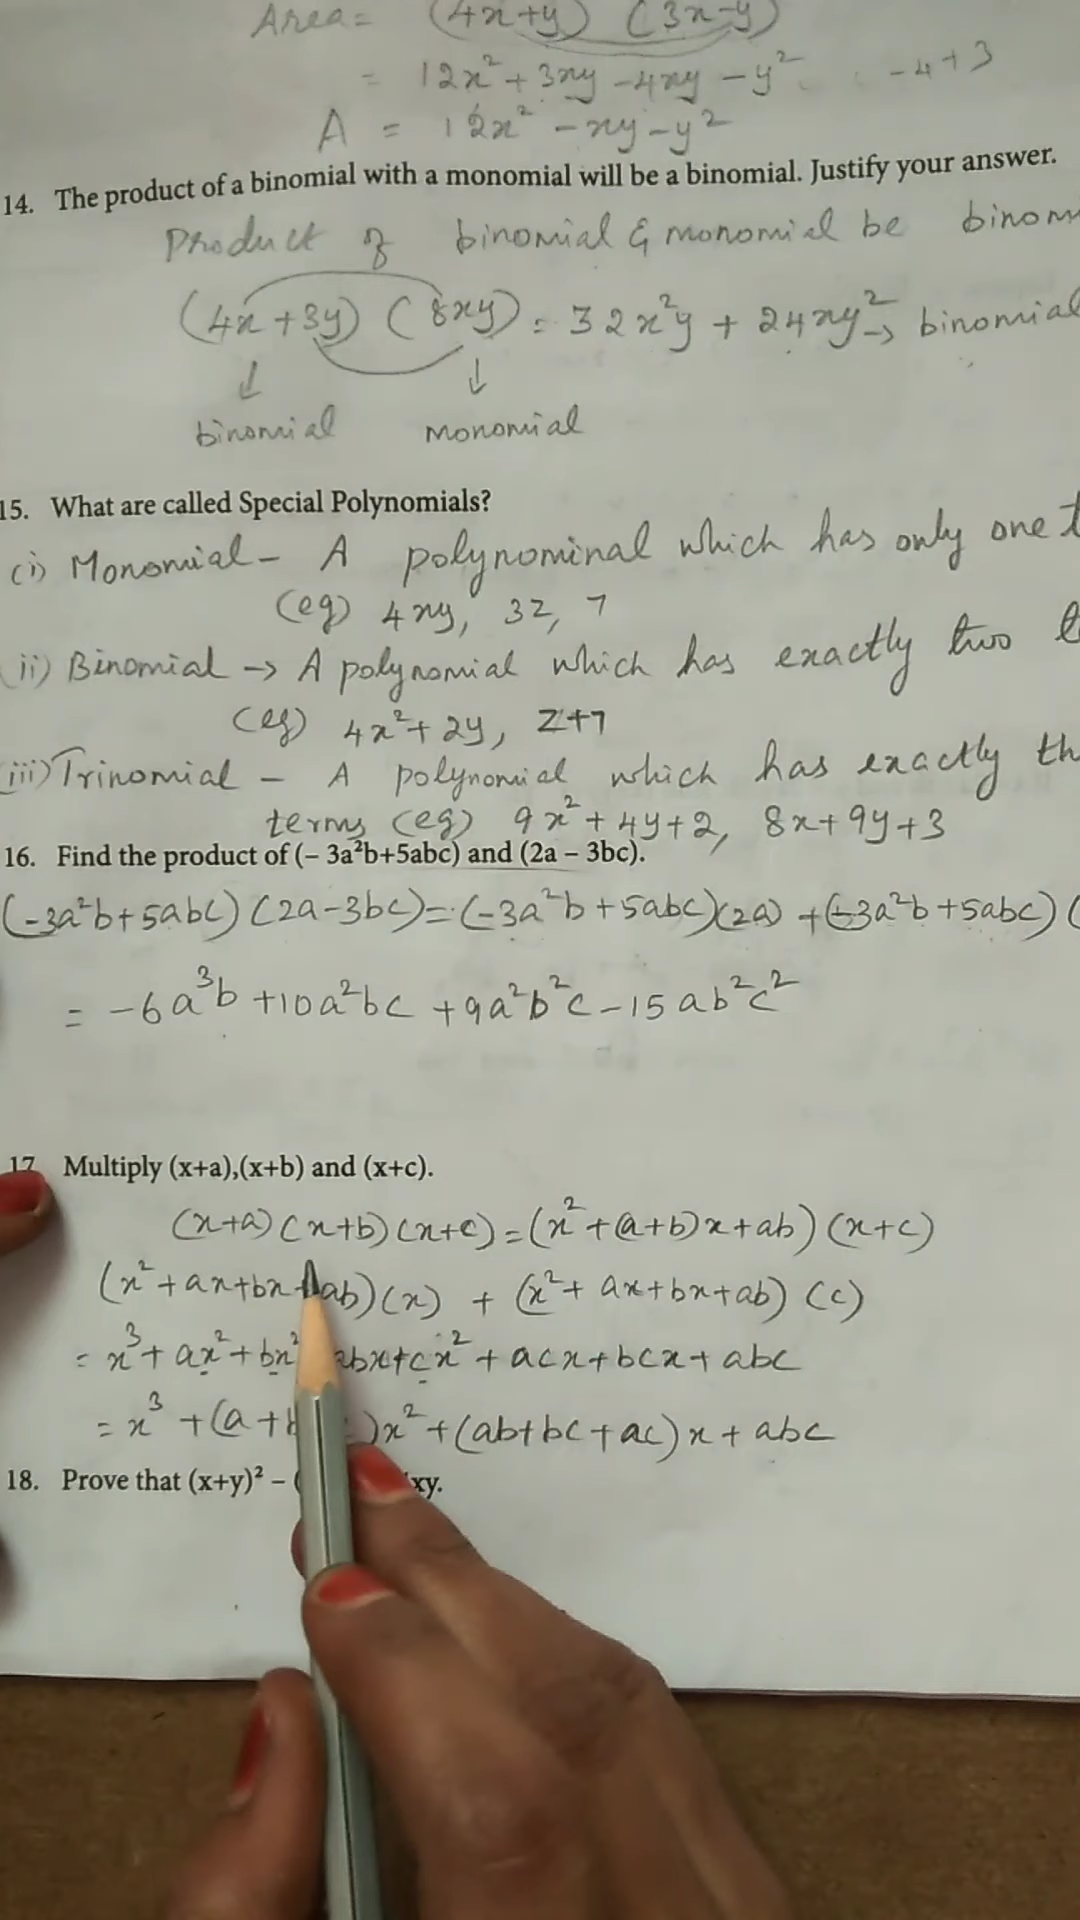 Area = (4x+y) (3x-y)
= 12x² + 3xy - 4xy - y² -4+3
A = 12x² - xy - y²
14. The product of a binomial with a monomial will be a binomial. Justify your answer.
Product of binomial & monomial be binom
(4x+3y) (8xy) = 32x²y + 24xy² → binomial
↓ ↓
binomial monomial
15. What are called Special Polynomials?
(i) Monomial - A polynominal which has only one t
(eg) 4xy, 3z, 7
ii) Binomial → A polynomial which has exactly two t
(eg) 4x²+2y, z+7
(iii) Trinomial - A polynomial which has exactly th
terms (eg) 9x²+4y+2, 8x+9y+3
16. Find the product of (– 3a²b+5abc) and (2a – 3bc).
(-3a²b+5abc) (2a-3bc) = (-3a²b+5abc)(2a) + (-3a²b+5abc) (
= -6a³b +10a²bc +9a²b²c -15ab²c²
17. Multiply (x+a),(x+b) and (x+c).
(x+a) (x+b) (x+c) = (x²+(a+b)x+ab) (x+c)
(x²+ax+bx+ab)(x) + (x²+ax+bx+ab) (c)
= x³+ax²+bx² abx+cx²+acx+bcx+abc
= x³ +(a+b )x²+(ab+bc+ac)x+abc
18. Prove that (x+y)² – ( xy.